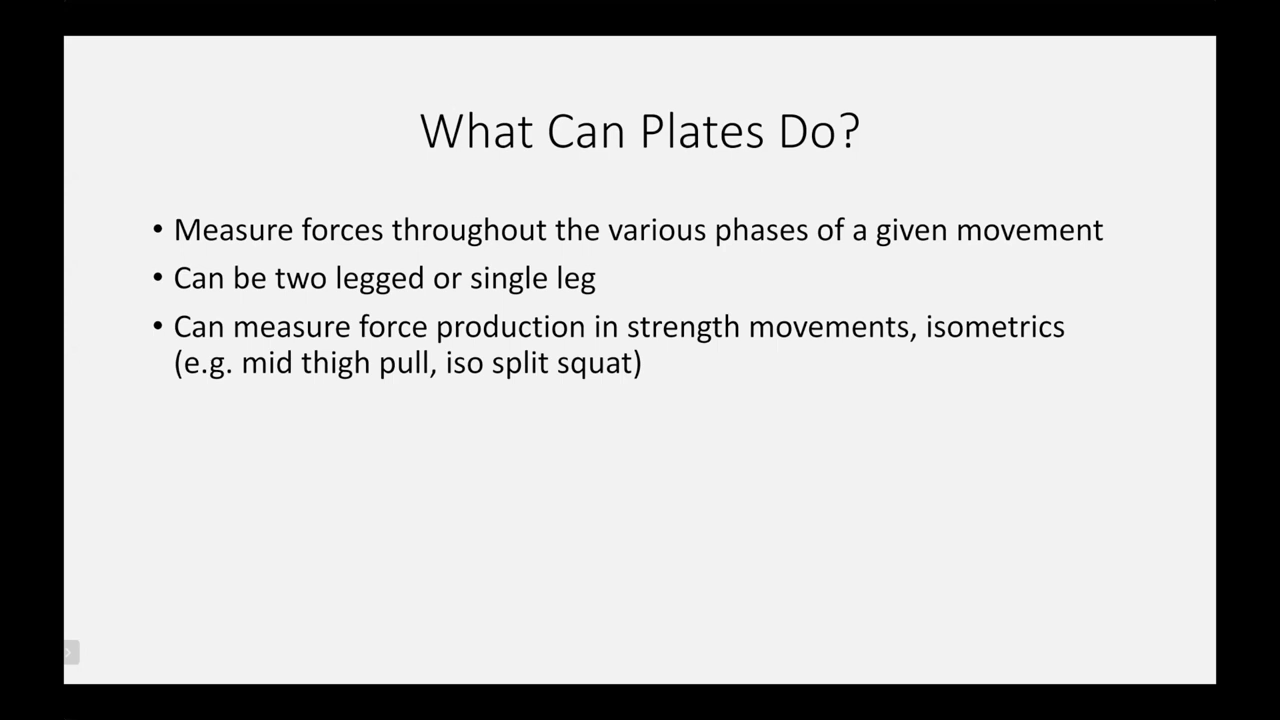 What Can Plates Do?
• Measure forces throughout the various phases of a given movement
• Can be two legged or single leg
• Can measure force production in strength movements, isometrics
(e.g. mid thigh pull, iso split squat)